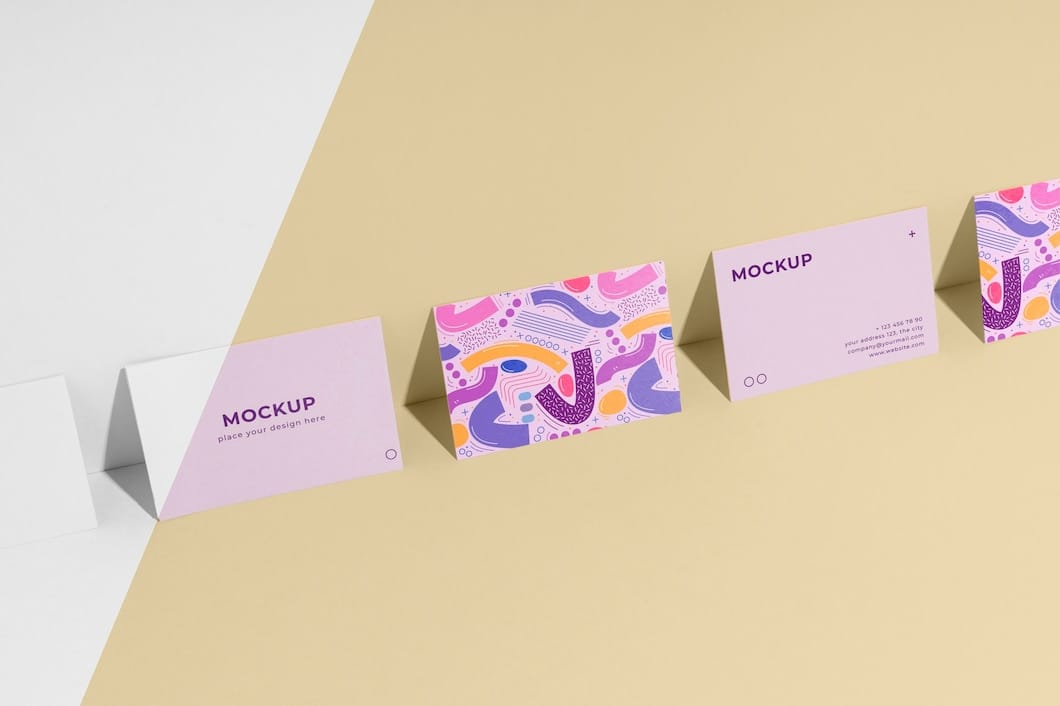 MOCKUP
place your design here
MOCKUP
+
+ 123 456 78 90
your address 123, the city
company@yourmail.com
www.website.com